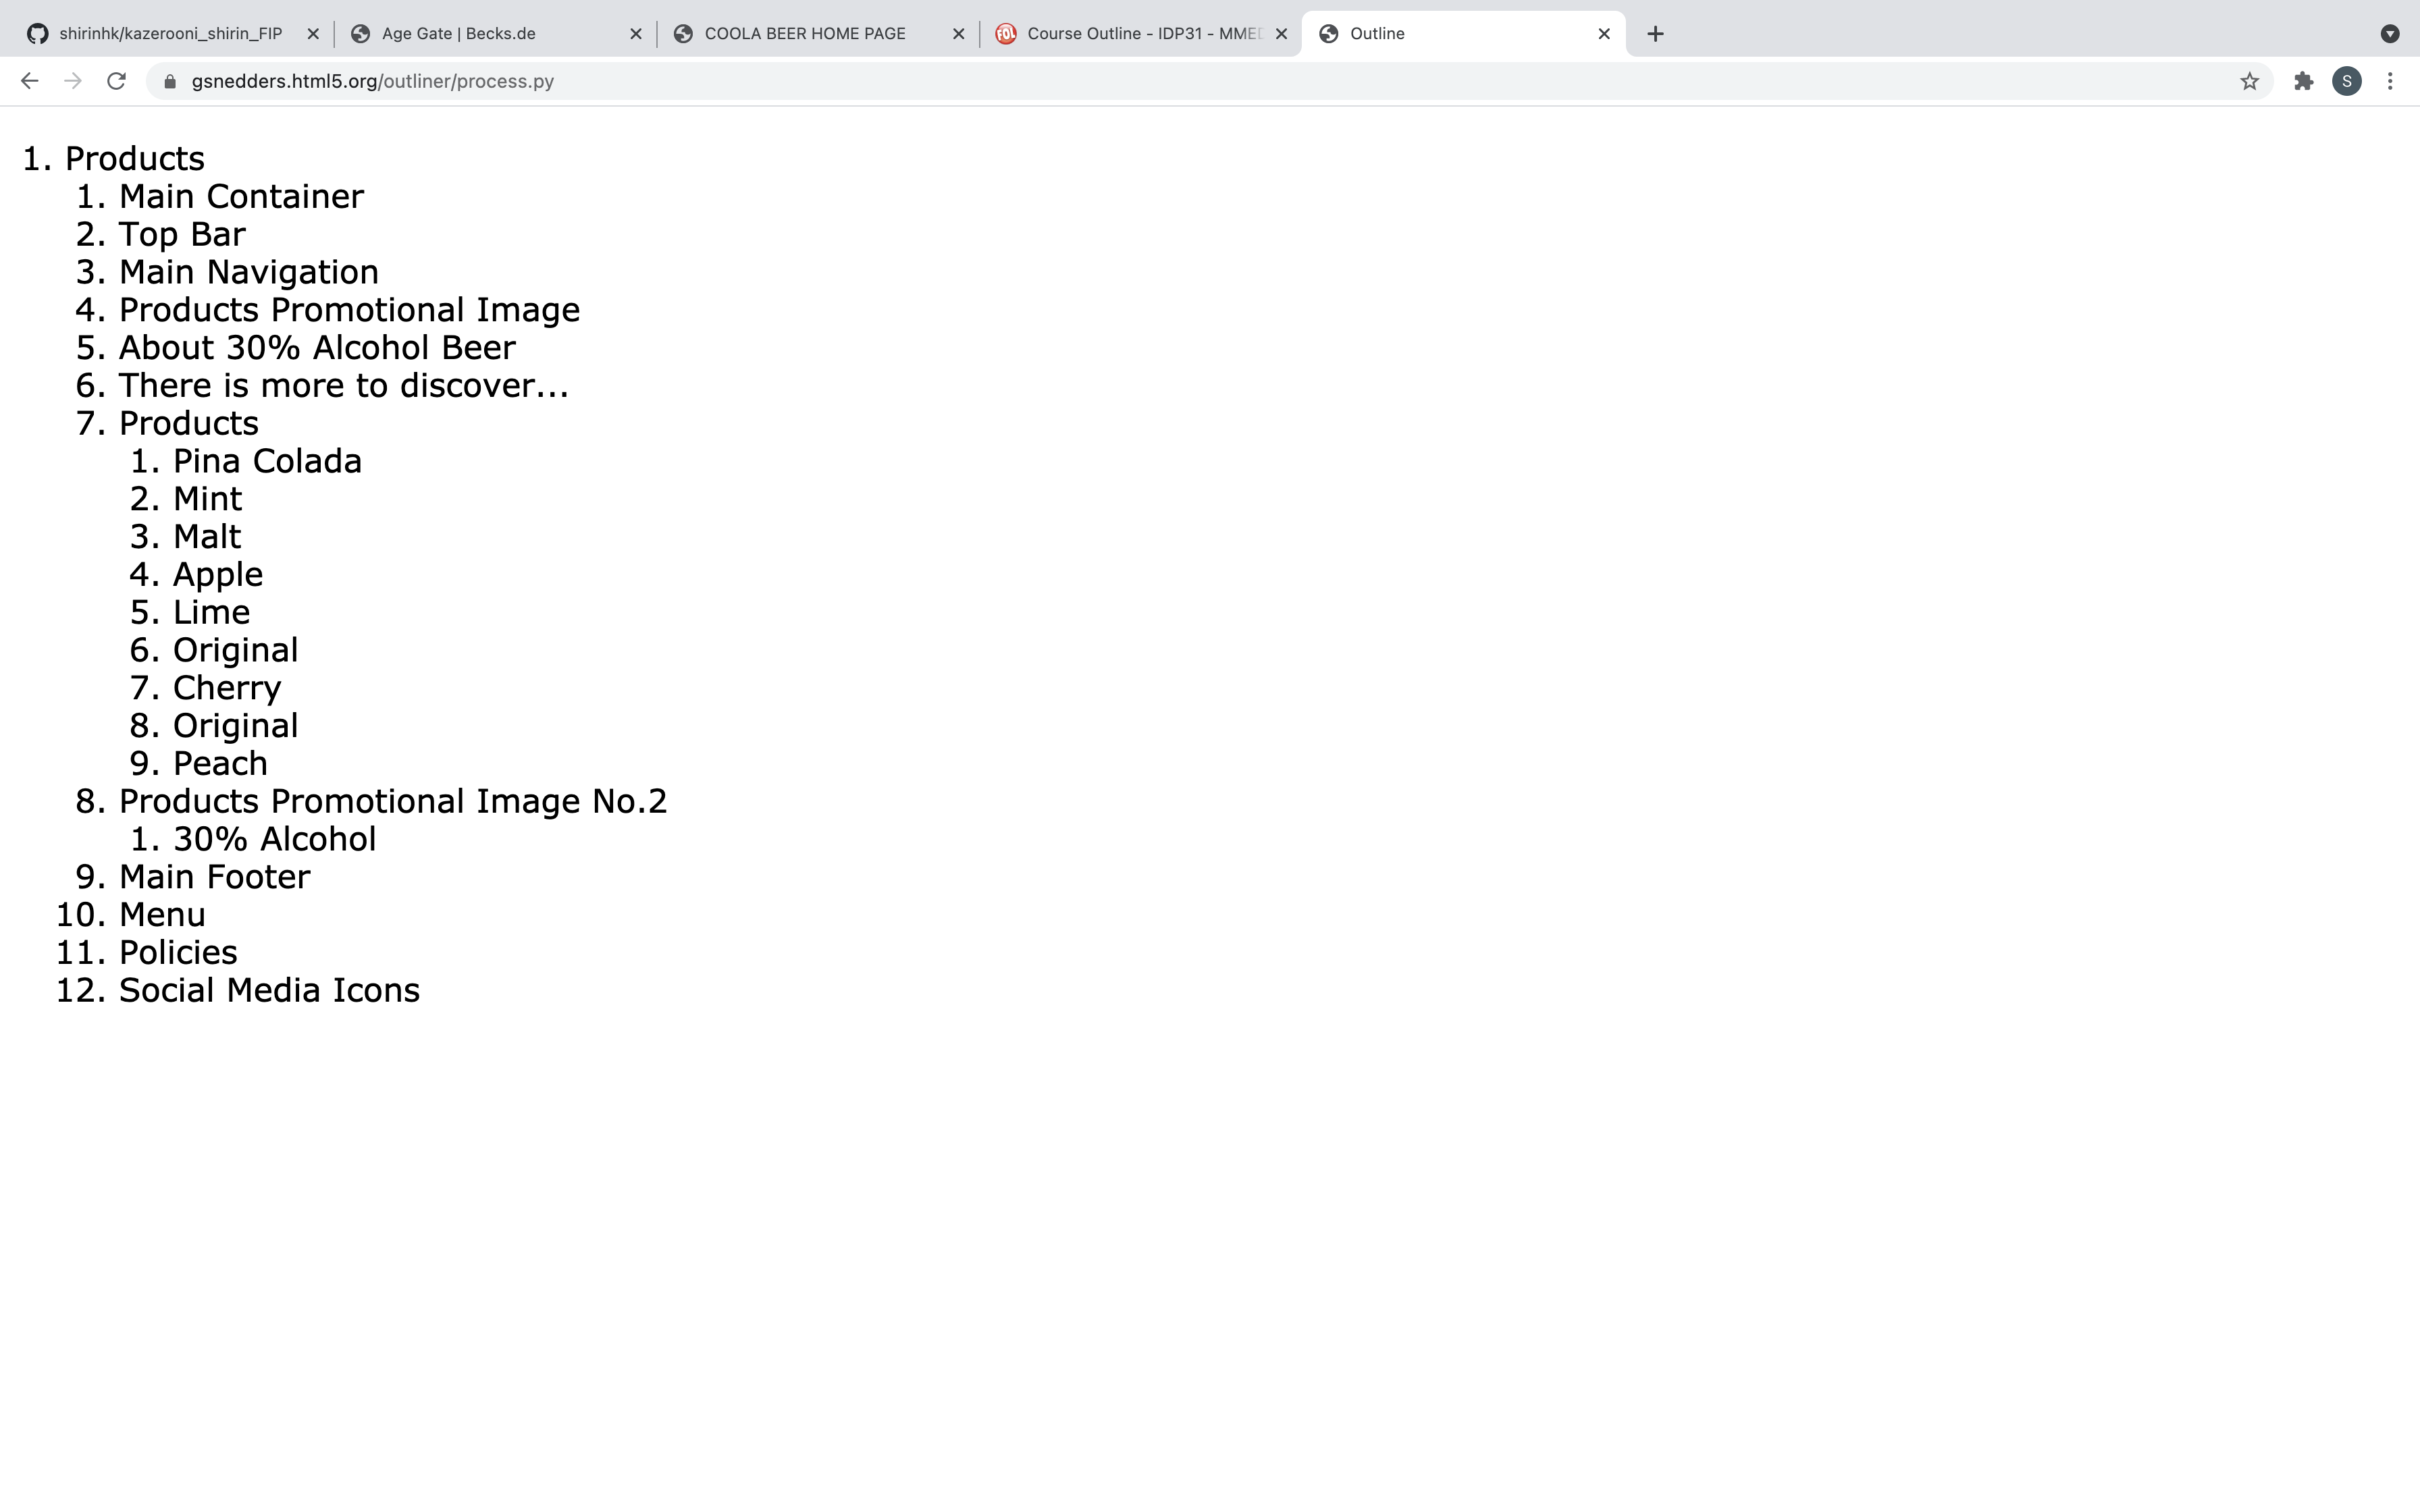 shirinhk/kazerooni_shirin_FIP
Age Gate | Becks.de
COOLA BEER HOME PAGE
Course Outline - IDP31 - MMED
Outline
gsnedders.html5.org/outliner/process.py
S
1. Products
1. Main Container
2. Top Bar
3. Main Navigation
4. Products Promotional Image
5. About 30% Alcohol Beer
6. There is more to discover...
7. Products
1. Pina Colada
2. Mint
3. Malt
4. Apple
5. Lime
6. Original
7. Cherry
8. Original
9. Peach
8. Products Promotional Image No.2
1. 30% Alcohol
9. Main Footer
10. Menu
11. Policies
12. Social Media Icons